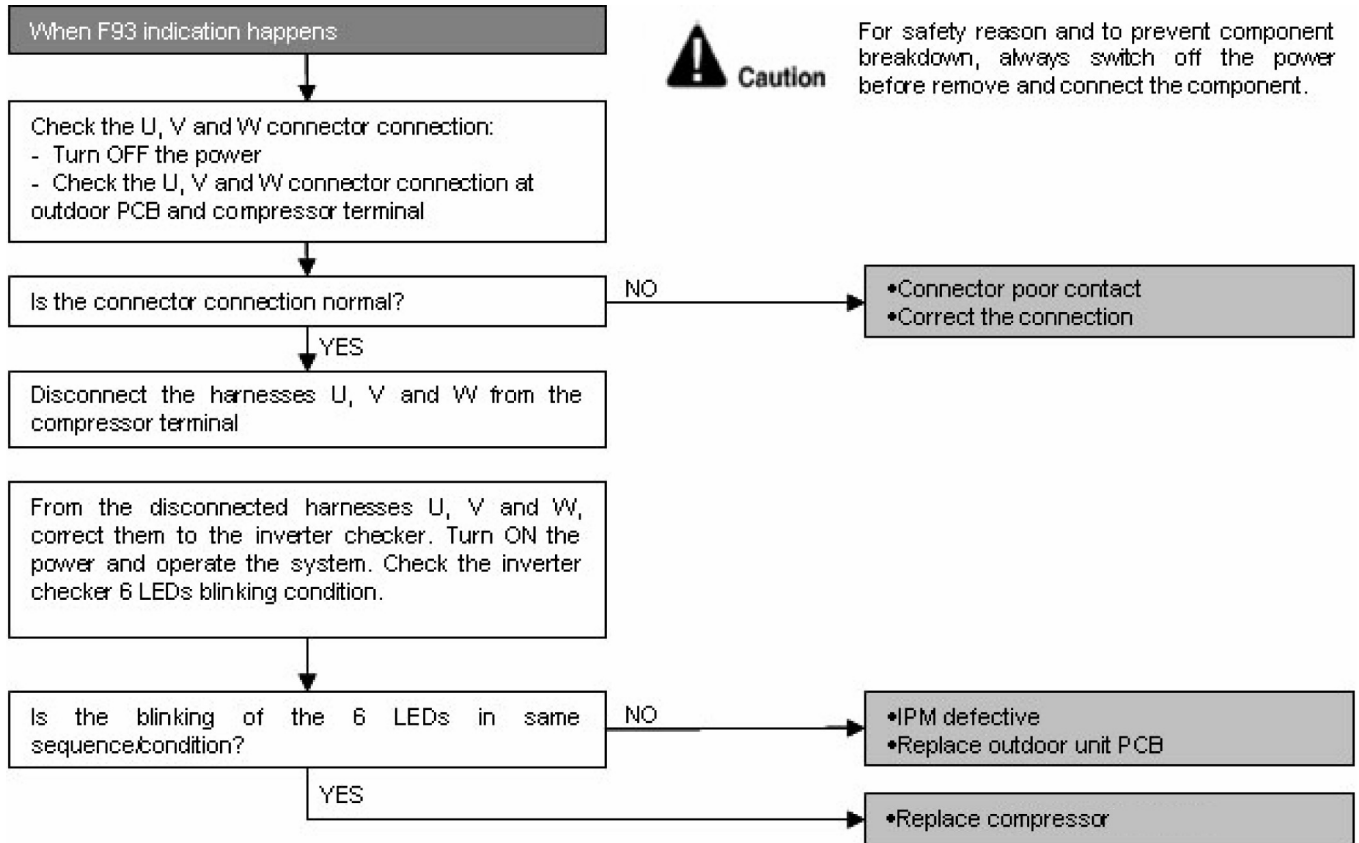 When F93 indication happens
Caution
For safety reason and to prevent component
breakdown, always switch off the power
before remove and connect the component.
Check the U, V and W connector connection:
- Turn OFF the power
- Check the U, V and W connector connection at
outdoor PCB and compressor terminal
Is the connector connection normal?
NO
•Connector poor contact
•Correct the connection
YES
Disconnect the harnesses U, V and W from the
compressor terminal
From the disconnected harnesses U, V and W,
correct them to the inverter checker. Turn ON the
power and operate the system. Check the inverter
checker 6 LEDs blinking condition.
Is the blinking of the 6 LEDs in same
sequence/condition?
NO
•IPM defective
•Replace outdoor unit PCB
YES
•Replace compressor